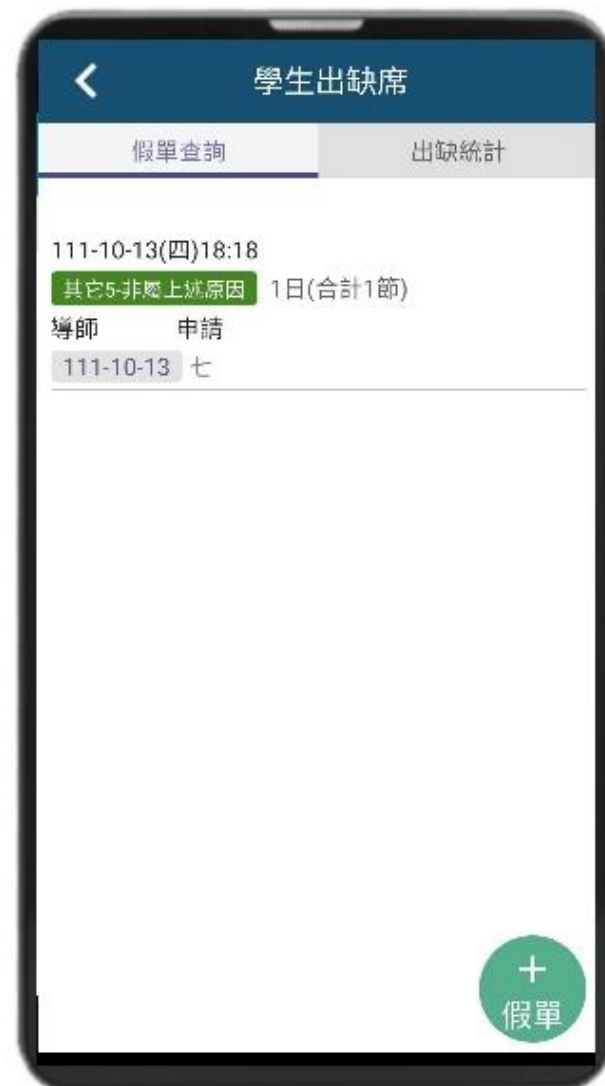 學生出缺席
假單查詢 出缺統計
111-10-13(四)18:18
其它5-非屬上述原因 1日(合計1節)
導師 申請
111-10-13 七
+
假單